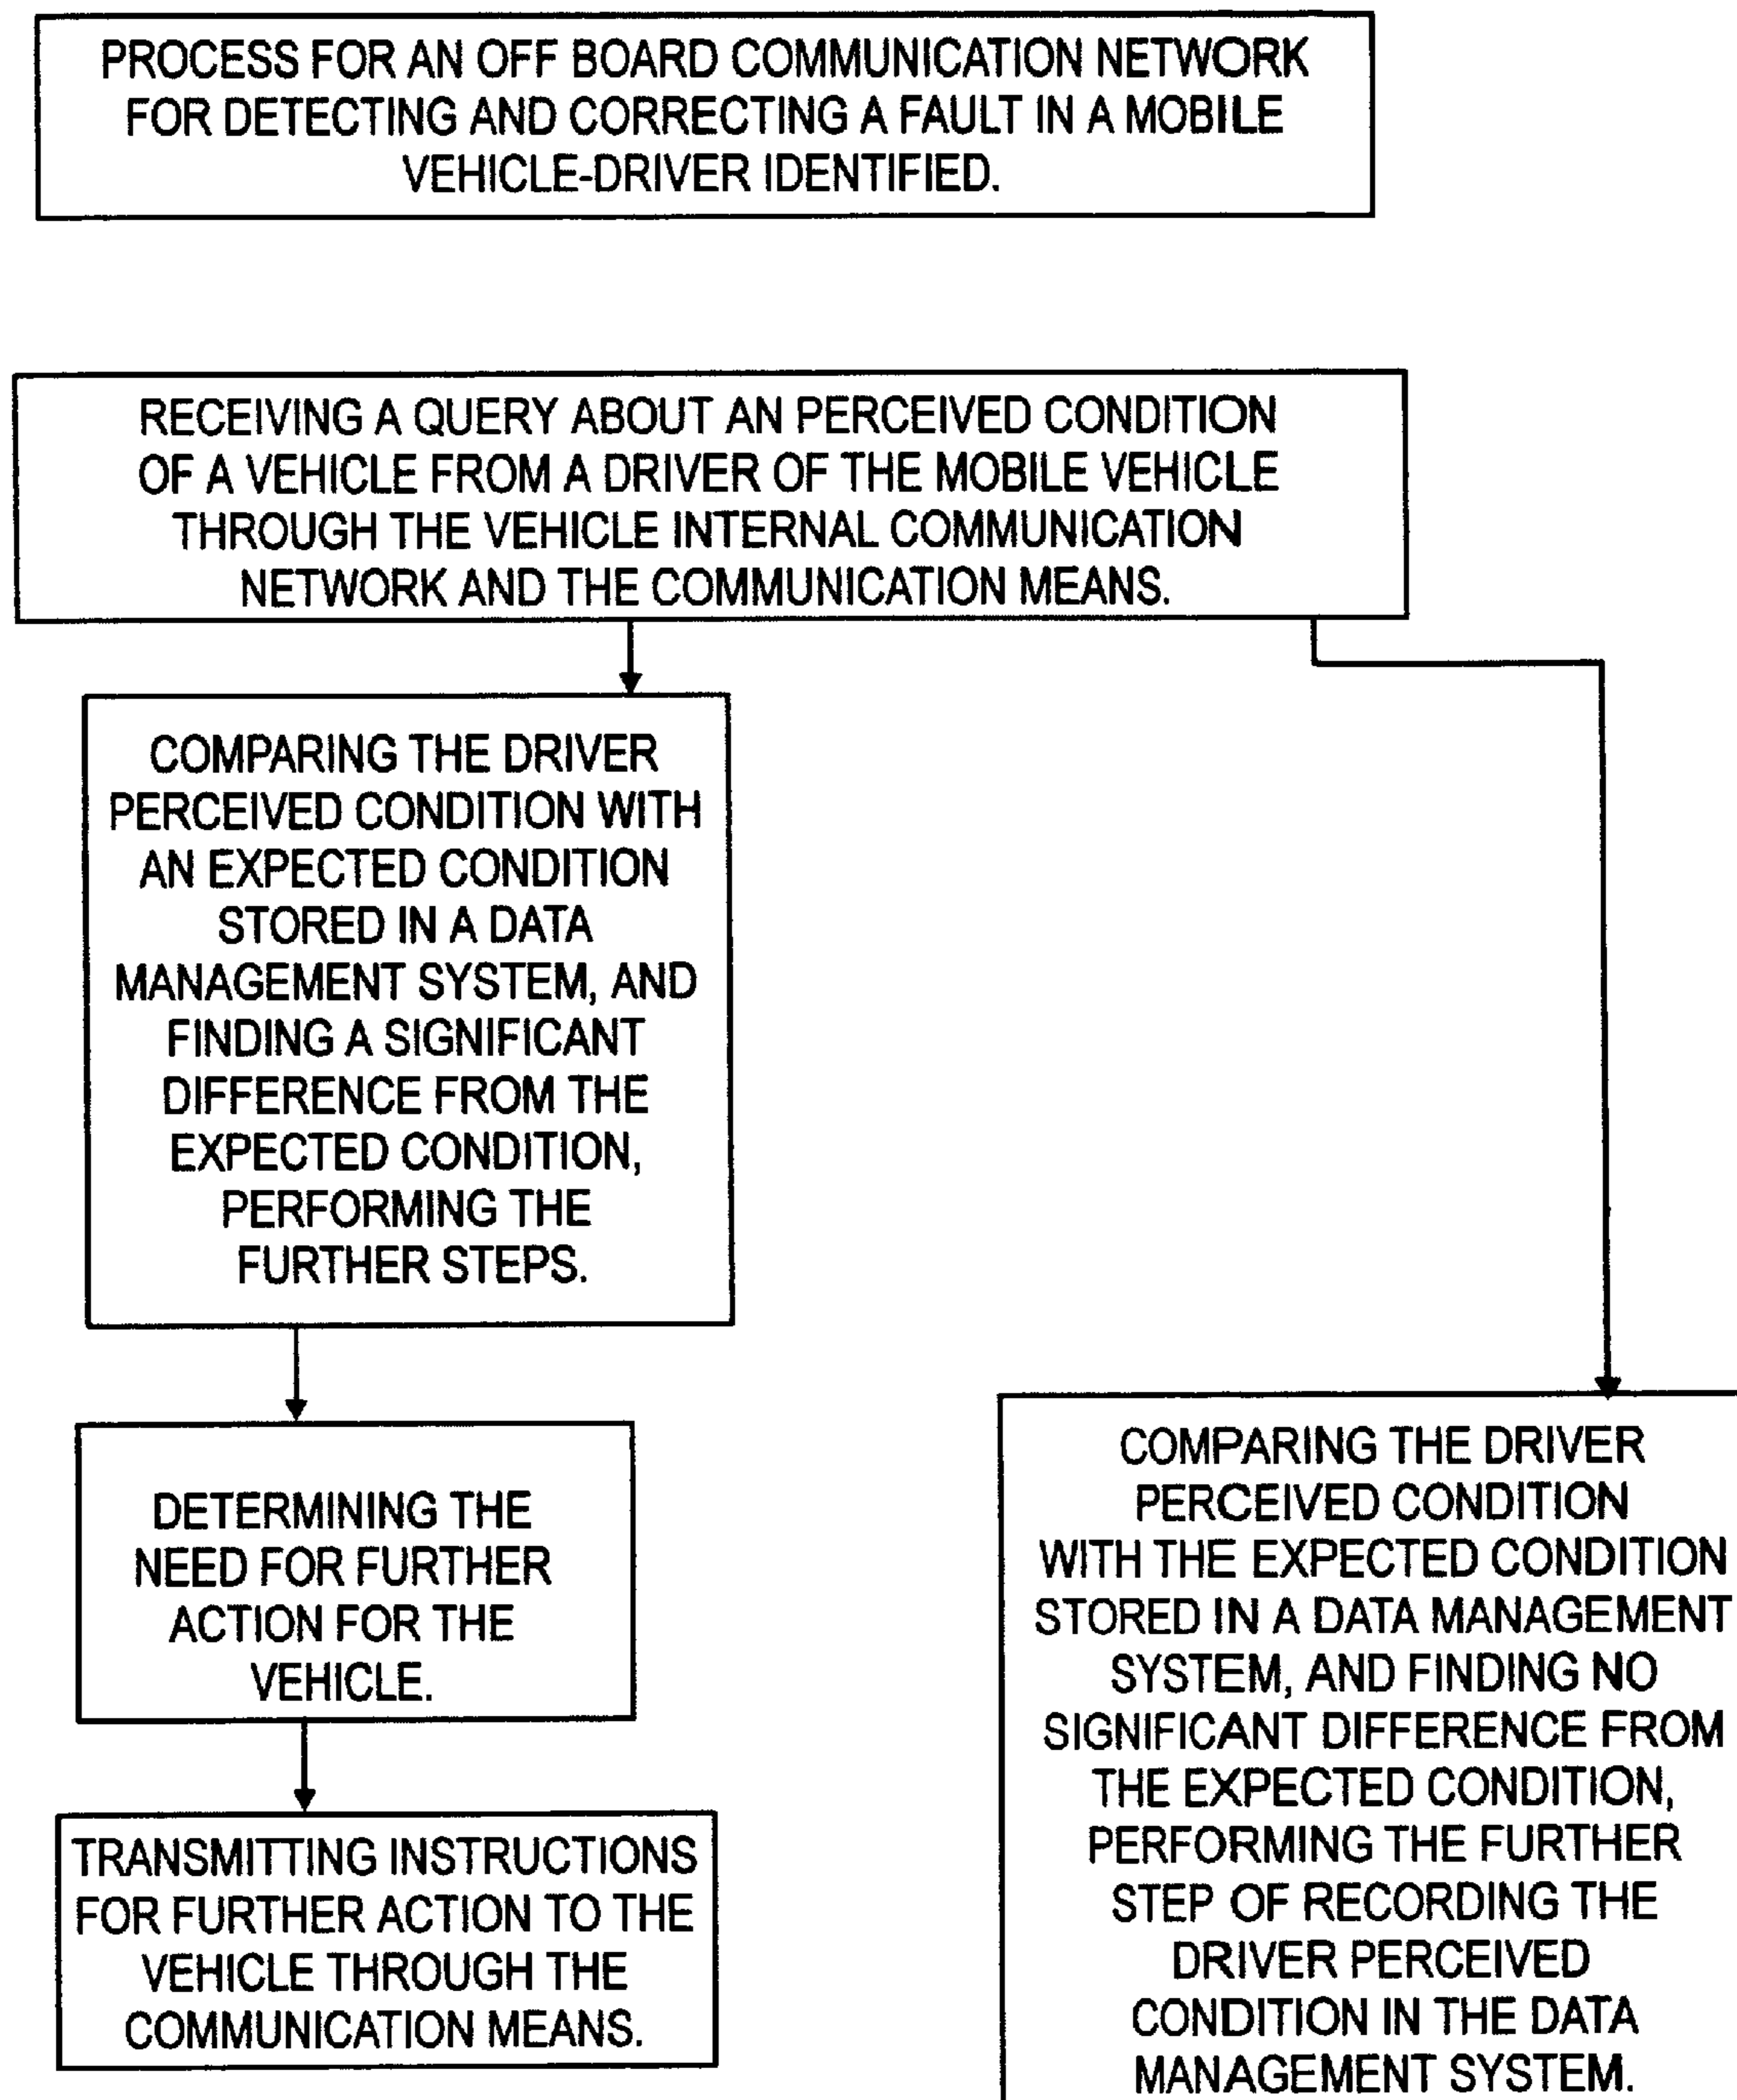 PROCESS FOR AN OFF BOARD COMMUNICATION NETWORK
FOR DETECTING AND CORRECTING A FAULT IN A MOBILE
VEHICLE-DRIVER IDENTIFIED.
RECEIVING A QUERY ABOUT AN PERCEIVED CONDITION
OF A VEHICLE FROM A DRIVER OF THE MOBILE VEHICLE
THROUGH THE VEHICLE INTERNAL COMMUNICATION
NETWORK AND THE COMMUNICATION MEANS.
COMPARING THE DRIVER
PERCEIVED CONDITION WITH
AN EXPECTED CONDITION
STORED IN A DATA
MANAGEMENT SYSTEM, AND
FINDING A SIGNIFICANT
DIFFERENCE FROM THE
EXPECTED CONDITION,
PERFORMING THE
FURTHER STEPS.
DETERMINING THE
NEED FOR FURTHER
ACTION FOR THE
VEHICLE.
TRANSMITTING INSTRUCTIONS
FOR FURTHER ACTION TO THE
VEHICLE THROUGH THE
COMMUNICATION MEANS.
COMPARING THE DRIVER
PERCEIVED CONDITION
WITH THE EXPECTED CONDITION
STORED IN A DATA MANAGEMENT
SYSTEM, AND FINDING NO
SIGNIFICANT DIFFERENCE FROM
THE EXPECTED CONDITION,
PERFORMING THE FURTHER
STEP OF RECORDING THE
DRIVER PERCEIVED
CONDITION IN THE DATA
MANAGEMENT SYSTEM.